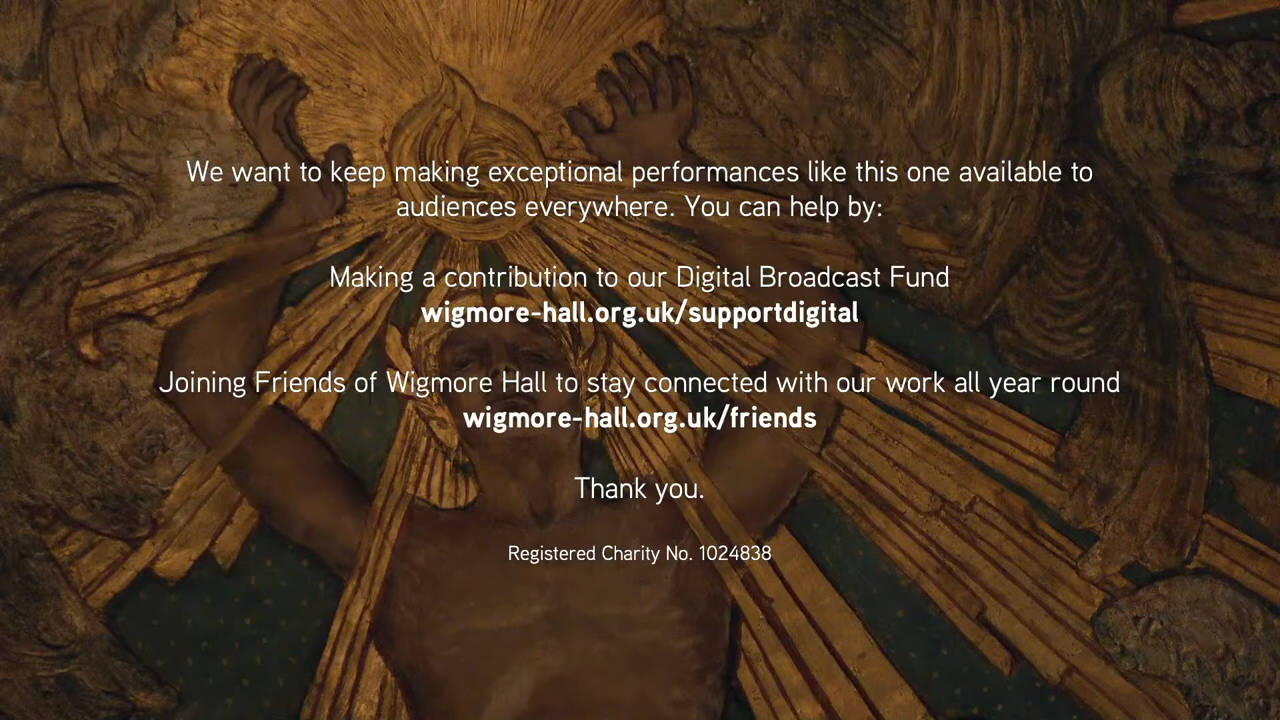 We want to keep making exceptional performances like this one available to
audiences everywhere. You can help by:
Making a contribution to our Digital Broadcast Fund
wigmore-hall.org.uk/supportdigital
Joining Friends of Wigmore Hall to stay connected with our work all year round
wigmore-hall.org.uk/friends
Thank you.
Registered Charity No. 1024838